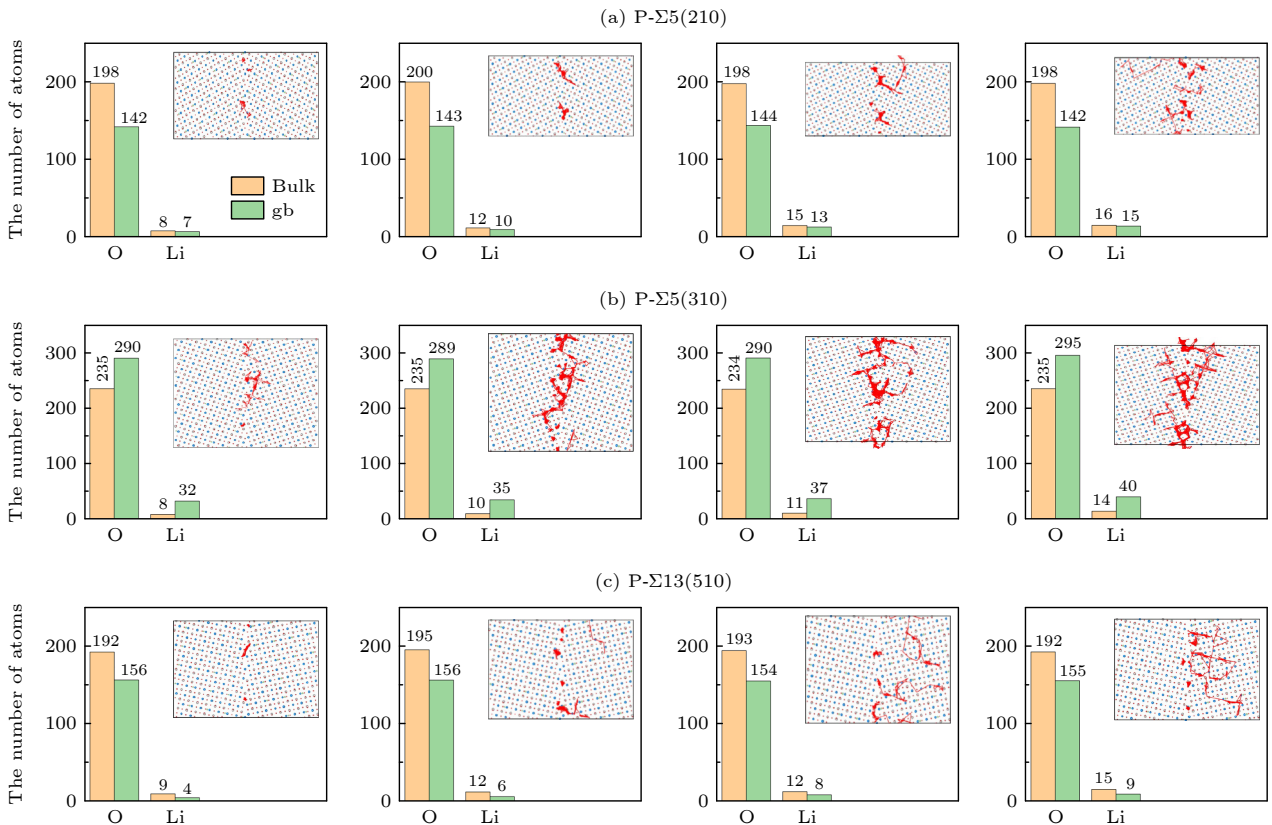 (a) P-Σ5(210)
The number of atoms
200
100
0
198
142
8
7
O
Li
Bulk
gb
200
143
12
10
O
Li
198
144
15
13
O
Li
198
142
16
15
O
Li
200
100
0
200
100
0
200
100
0
(b) P-Σ5(310)
The number of atoms
300
200
100
0
235
290
8
32
O
Li
300
200
100
0
235
289
10
35
O
Li
300
200
100
0
234
290
11
37
O
Li
300
200
100
0
235
295
14
40
O
Li
(c) P-Σ13(510)
The number of atoms
200
100
0
192
156
9
4
O
Li
200
100
0
195
156
12
6
O
Li
200
100
0
193
154
12
8
O
Li
200
100
0
192
155
15
9
O
Li